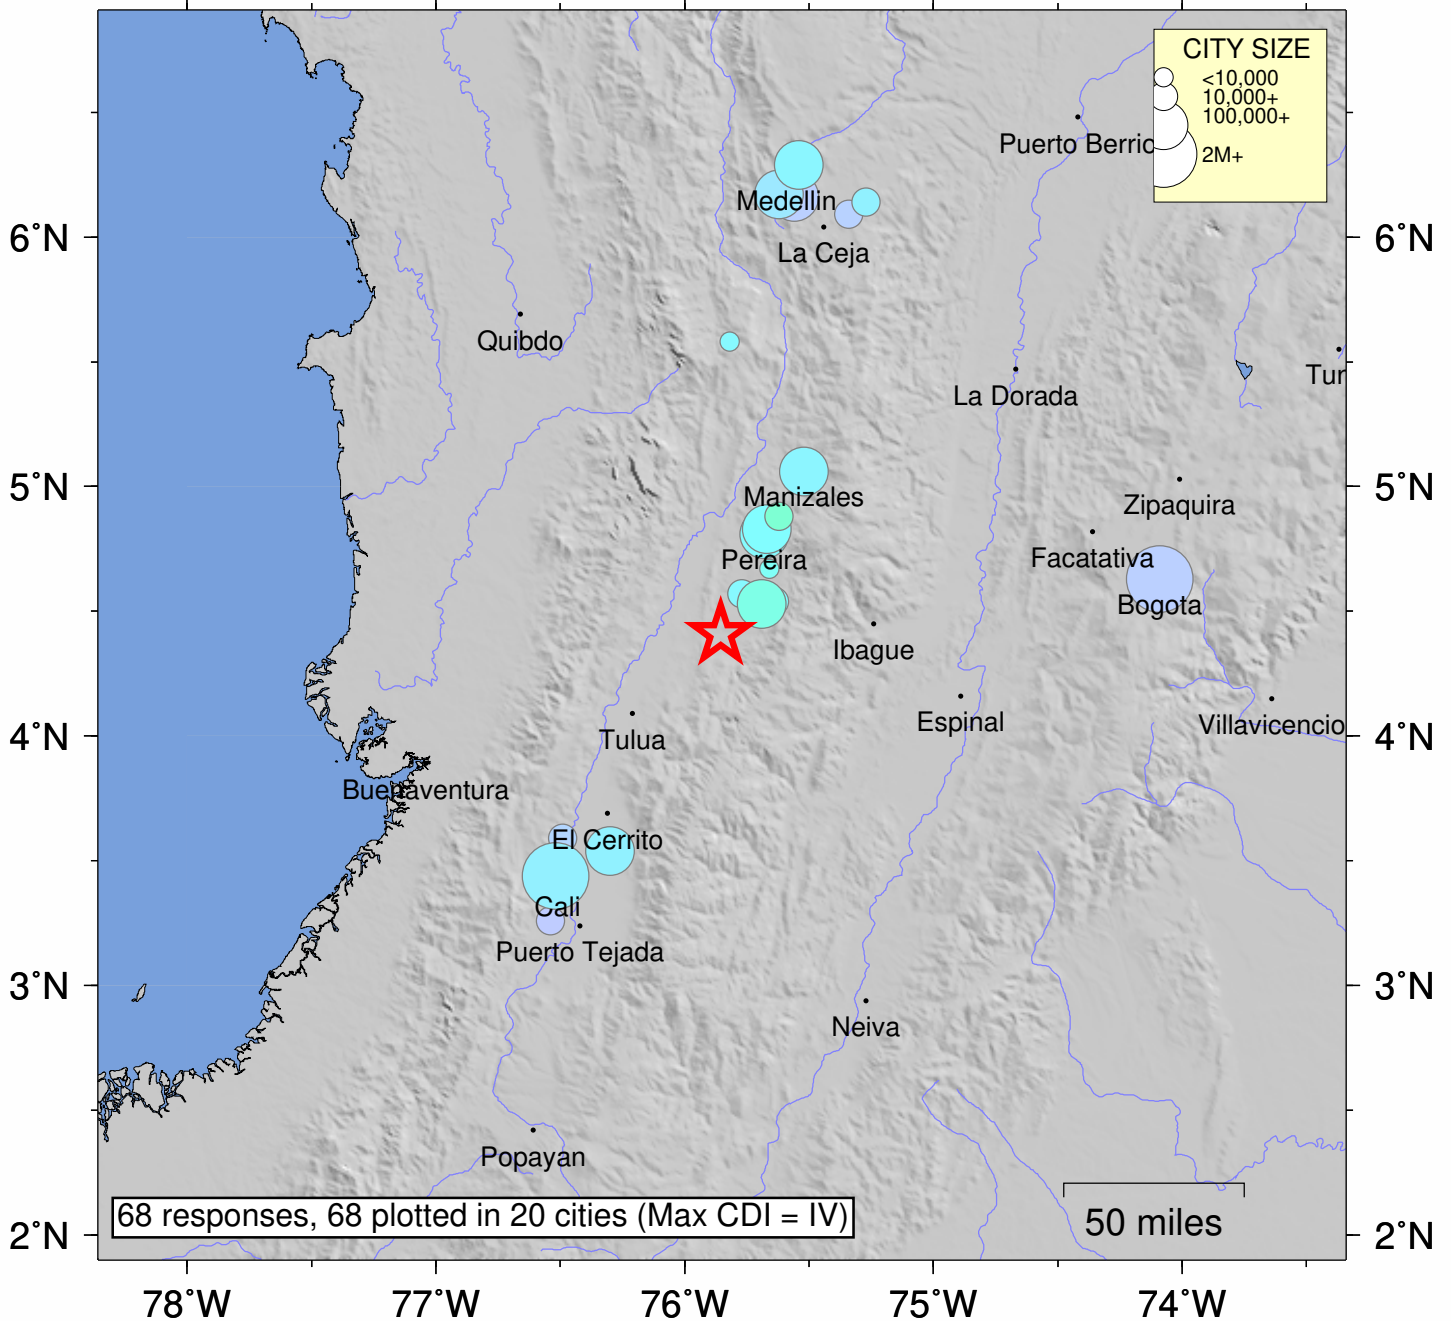 CITY SIZE
<10,000
10,000+
100,000+
2M+
Puerto Berrio
Medellin
La Ceja
6°N
6°N
Quibdo
La Dorada
Tun
5°N
5°N
Manizales
Zipaquira
Pereira
Facatativa
Bogota
Ibague
Tulua
Espinal
Villavicencio
4°N
4°N
Buenaventura
El Cerrito
Cali
Puerto Tejada
3°N
3°N
Neiva
Popayan
68 responses, 68 plotted in 20 cities (Max CDI = IV)
50 miles
2°N
2°N
78°W
77°W
76°W
75°W
74°W